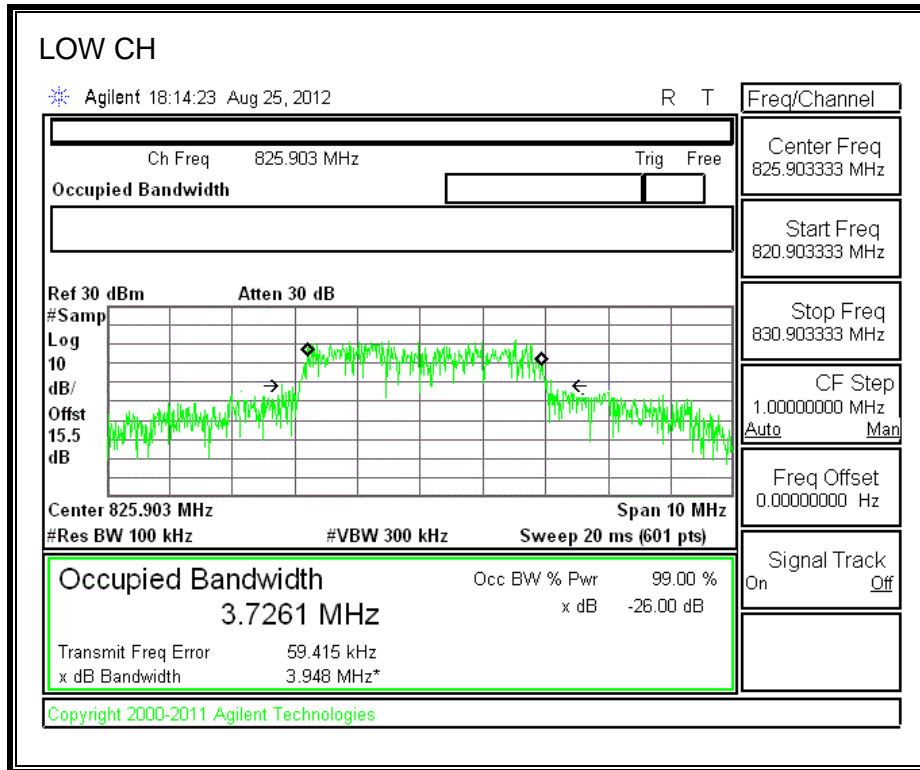 LOW CH
Agilent 18:14:23 Aug 25, 2012 R T
Freq/Channel
Ch Freq 825.903 MHz Trig Free
Occupied Bandwidth
Center Freq
825.903333 MHz
Start Freq
820.903333 MHz
Stop Freq
830.903333 MHz
CF Step
1.00000000 MHz
Auto Man
Freq Offset
0.00000000 Hz
Signal Track
On Off
Ref 30 dBm Atten 30 dB
#Samp
Log
10
dB/
Offst
15.5
dB
Center 825.903 MHz Span 10 MHz
#Res BW 100 kHz #VBW 300 kHz Sweep 20 ms (601 pts)
Occupied Bandwidth Occ BW % Pwr 99.00 %
3.7261 MHz x dB -26.00 dB
Transmit Freq Error 59.415 kHz
x dB Bandwidth 3.948 MHz*
Copyright 2000-2011 Agilent Technologies